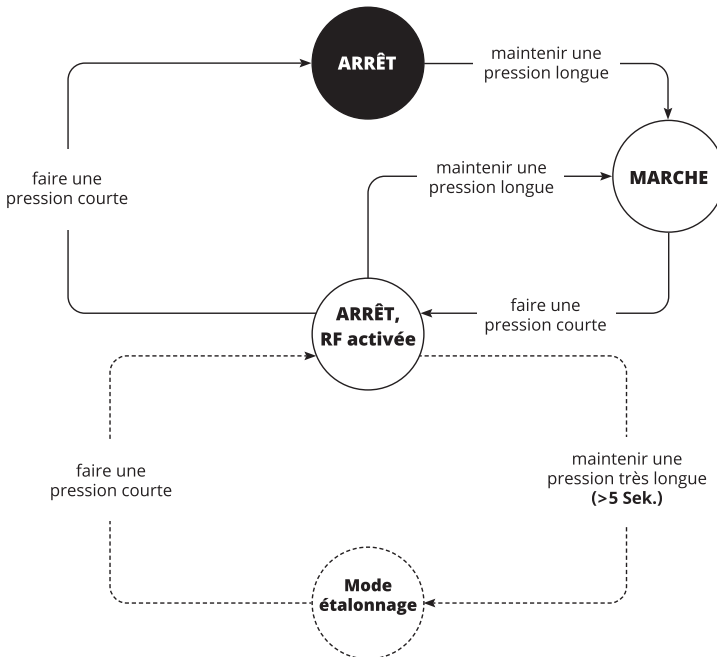 ARRÊT
maintenir une
pression longue
MARCHE
maintenir une
pression longue
faire une
pression courte
ARRÊT,
RF activée
faire une
pression courte
faire une
pression courte
maintenir une
pression très longue
(>5 Sek.)
Mode
étalonnage